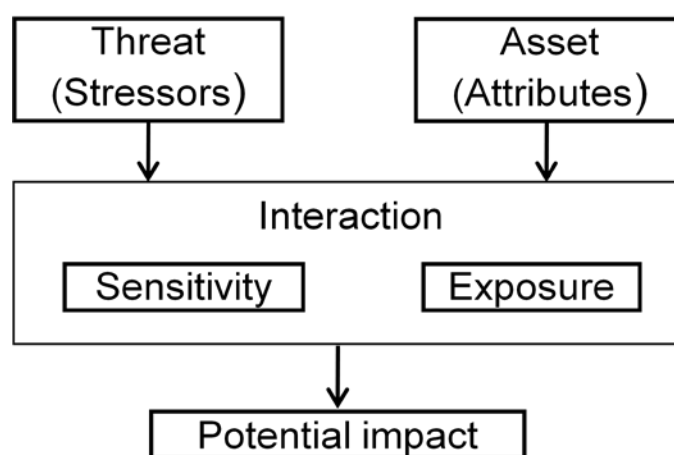 Threat
(Stressors)
Asset
(Attributes)
Interaction
Sensitivity
Exposure
Potential impact